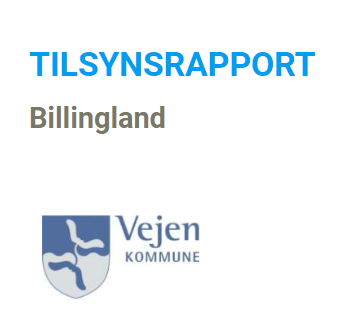 TILSYNSRAPPORT
Billingland
Vejen
KOMMUNE